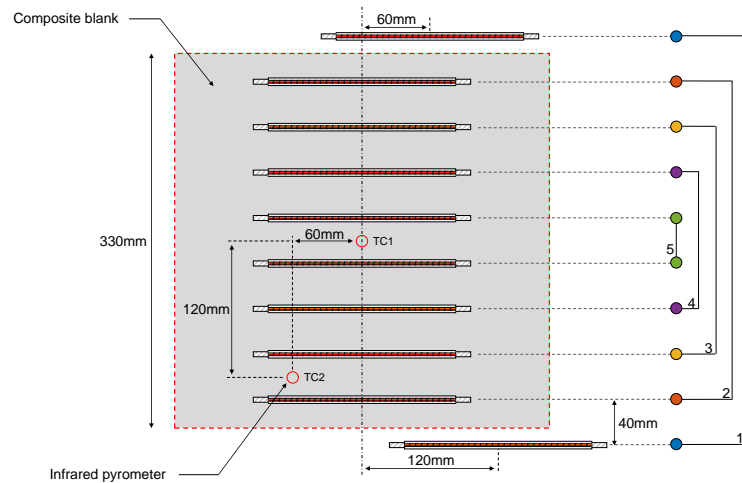 Composite blank
60mm
330mm
60mm
TC1
5
120mm
4
3
TC2
2
40mm
1
120mm
Infrared pyrometer